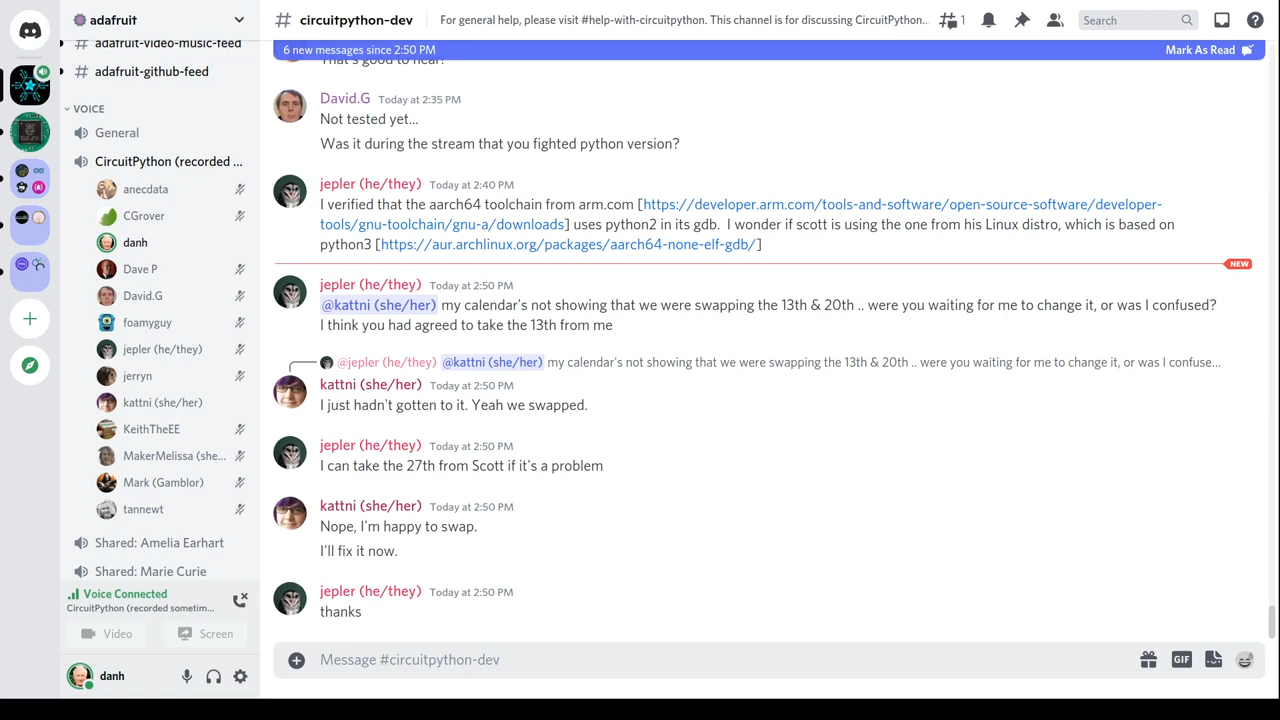 adafruit
# circuitpython-dev
For general help, please visit #help-with-circuitpython. This channel is for discussing CircuitPython...
1
Search
# adafruit-video-music-feed
# adafruit-github-feed
VOICE
General
CircuitPython (recorded ...
anecdata
CGrover
danh
Dave P
David.G
foamyguy
jepler (he/they)
jerryn
kattni (she/her)
KeithTheEE
MakerMelissa (she...
Mark (Gamblor)
tannewt
Shared: Amelia Earhart
Shared: Marie Curie
Voice Connected
CircuitPython (recorded sometim...
Video
Screen
danh
6 new messages since 2:50 PM
Mark As Read
That's good to hear!
David.G Today at 2:35 PM
Not tested yet...
Was it during the stream that you fighted python version?
jepler (he/they) Today at 2:40 PM
I verified that the aarch64 toolchain from arm.com [https://developer.arm.com/tools-and-software/open-source-software/developer-
tools/gnu-toolchain/gnu-a/downloads] uses python2 in its gdb. I wonder if scott is using the one from his Linux distro, which is based on
python3 [https://aur.archlinux.org/packages/aarch64-none-elf-gdb/]
NEW
jepler (he/they) Today at 2:50 PM
@kattni (she/her) my calendar's not showing that we were swapping the 13th & 20th .. were you waiting for me to change it, or was I confused?
I think you had agreed to take the 13th from me
@jepler (he/they) @kattni (she/her) my calendar's not showing that we were swapping the 13th & 20th .. were you waiting for me to change it, or was I confuse...
kattni (she/her) Today at 2:50 PM
I just hadn't gotten to it. Yeah we swapped.
jepler (he/they) Today at 2:50 PM
I can take the 27th from Scott if it's a problem
kattni (she/her) Today at 2:50 PM
Nope, I'm happy to swap.
I'll fix it now.
jepler (he/they) Today at 2:50 PM
thanks
Message #circuitpython-dev
GIF